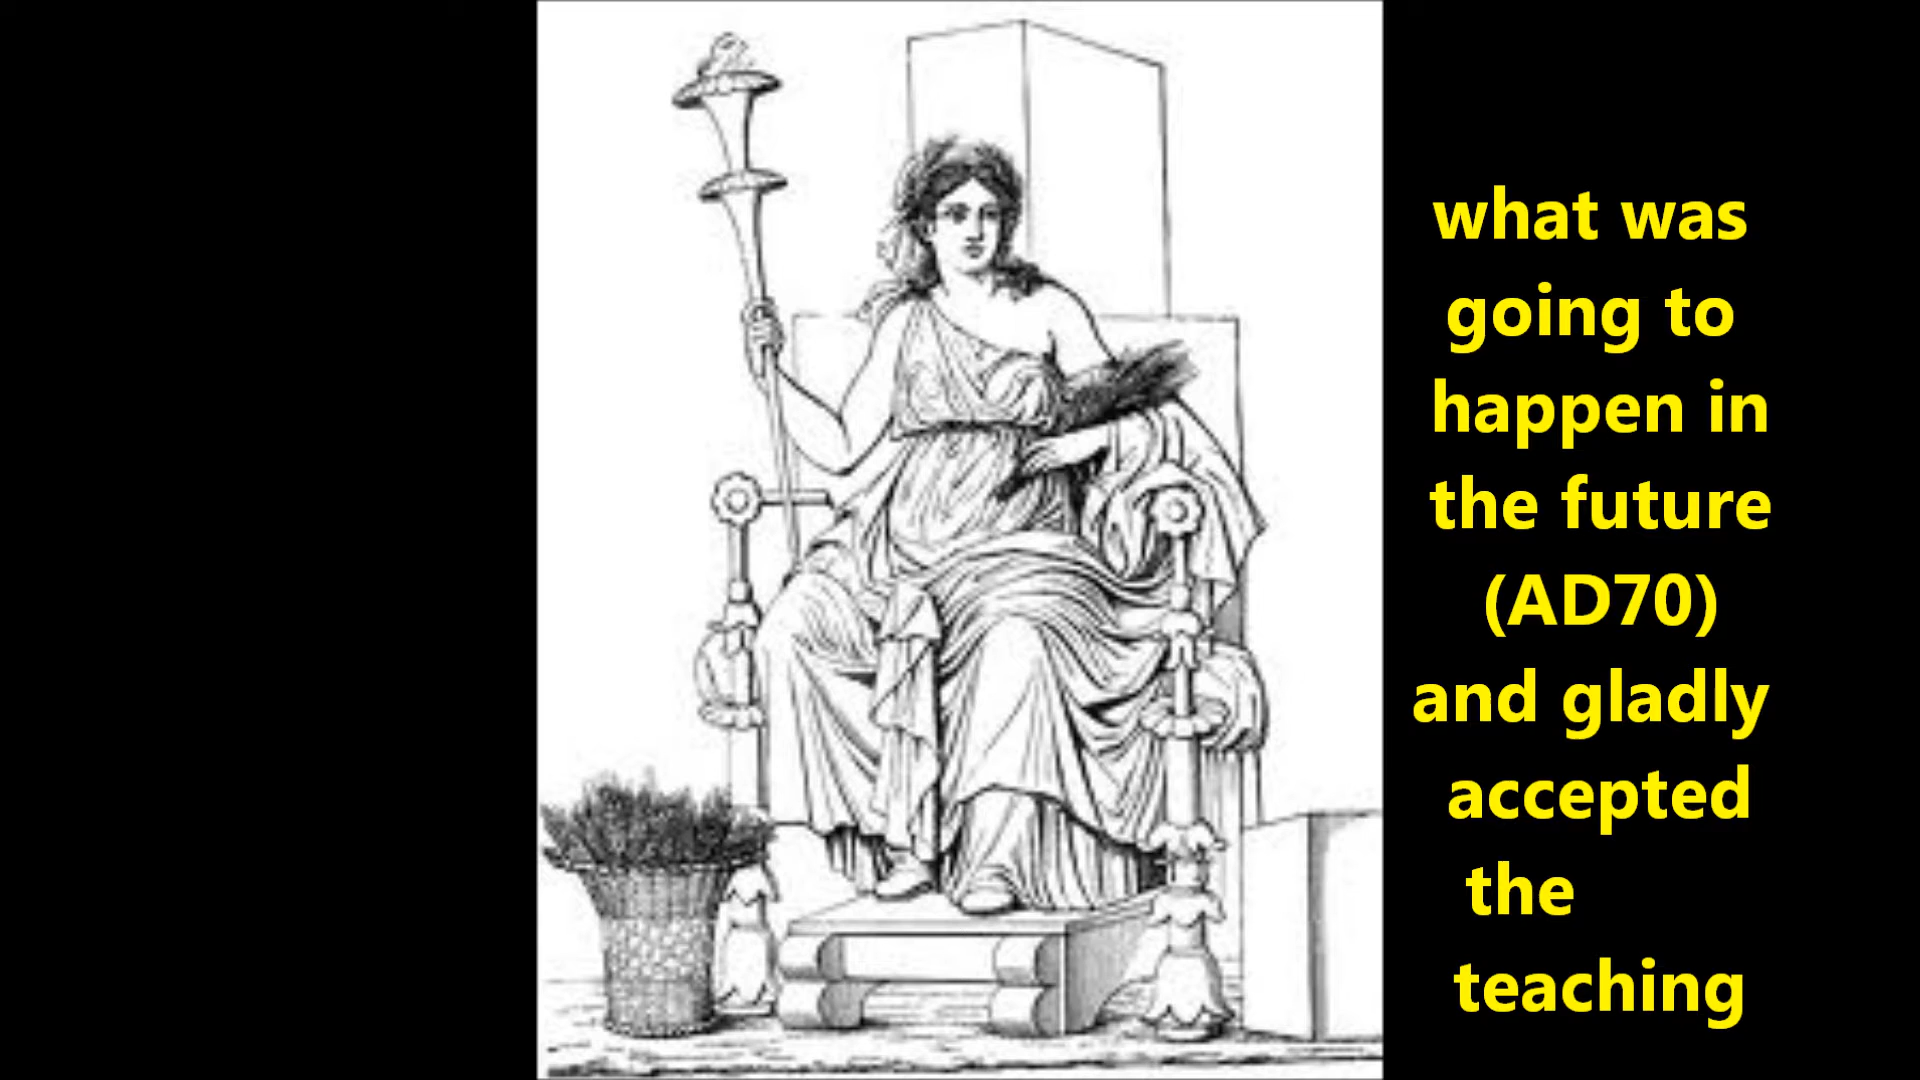 what was
going to
happen in
the future
(AD70)
and gladly
accepted
the
teaching